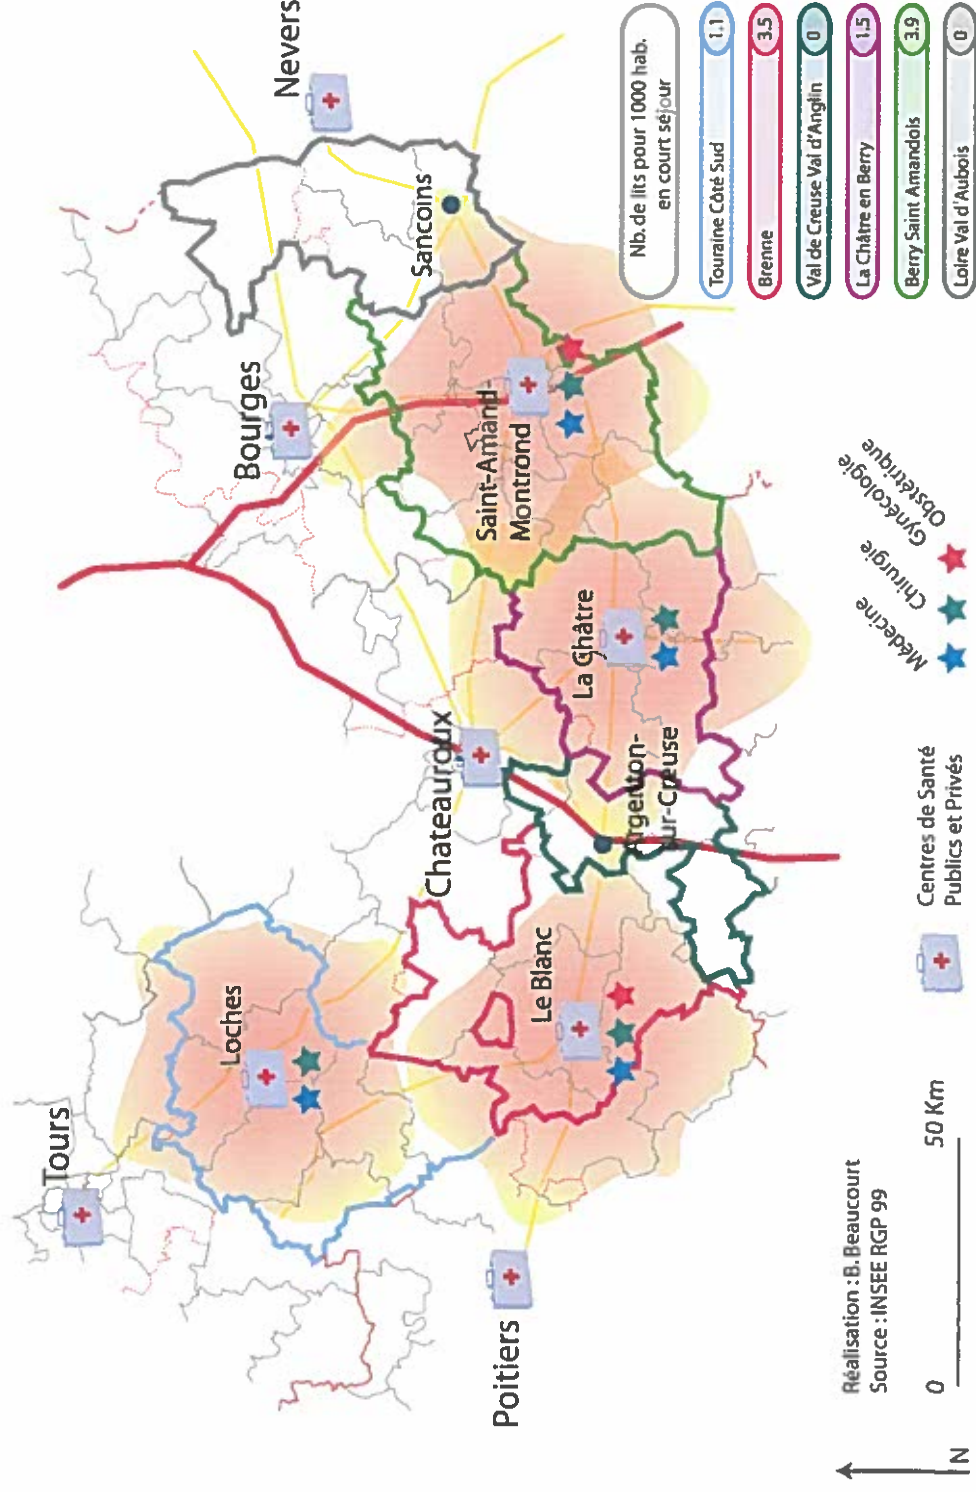 Tours
Loches
Poitiers
Le Blanc
Chateauroux
Argenton-
sur-Creuse
La Châtre
Bourges
Saint-Amand-
Montrond
Sancoins
Nevers
Nb. de lits pour 1000 hab.
en court séjour
Touraine Côté Sud 1.1
Brenne 3.5
Val de Creuse Val d'Anglin 0
La Châtre en Berry 1.5
Berry Saint Amandois 3.9
Loire Val d'Aubois 0
Réalisation : B. Beaucourt
Source : INSEE RGP 99
0 50 Km
N
Centres de Santé
Publics et Privés
Médecine
Chirurgie
Gynécologie
Obstétrique